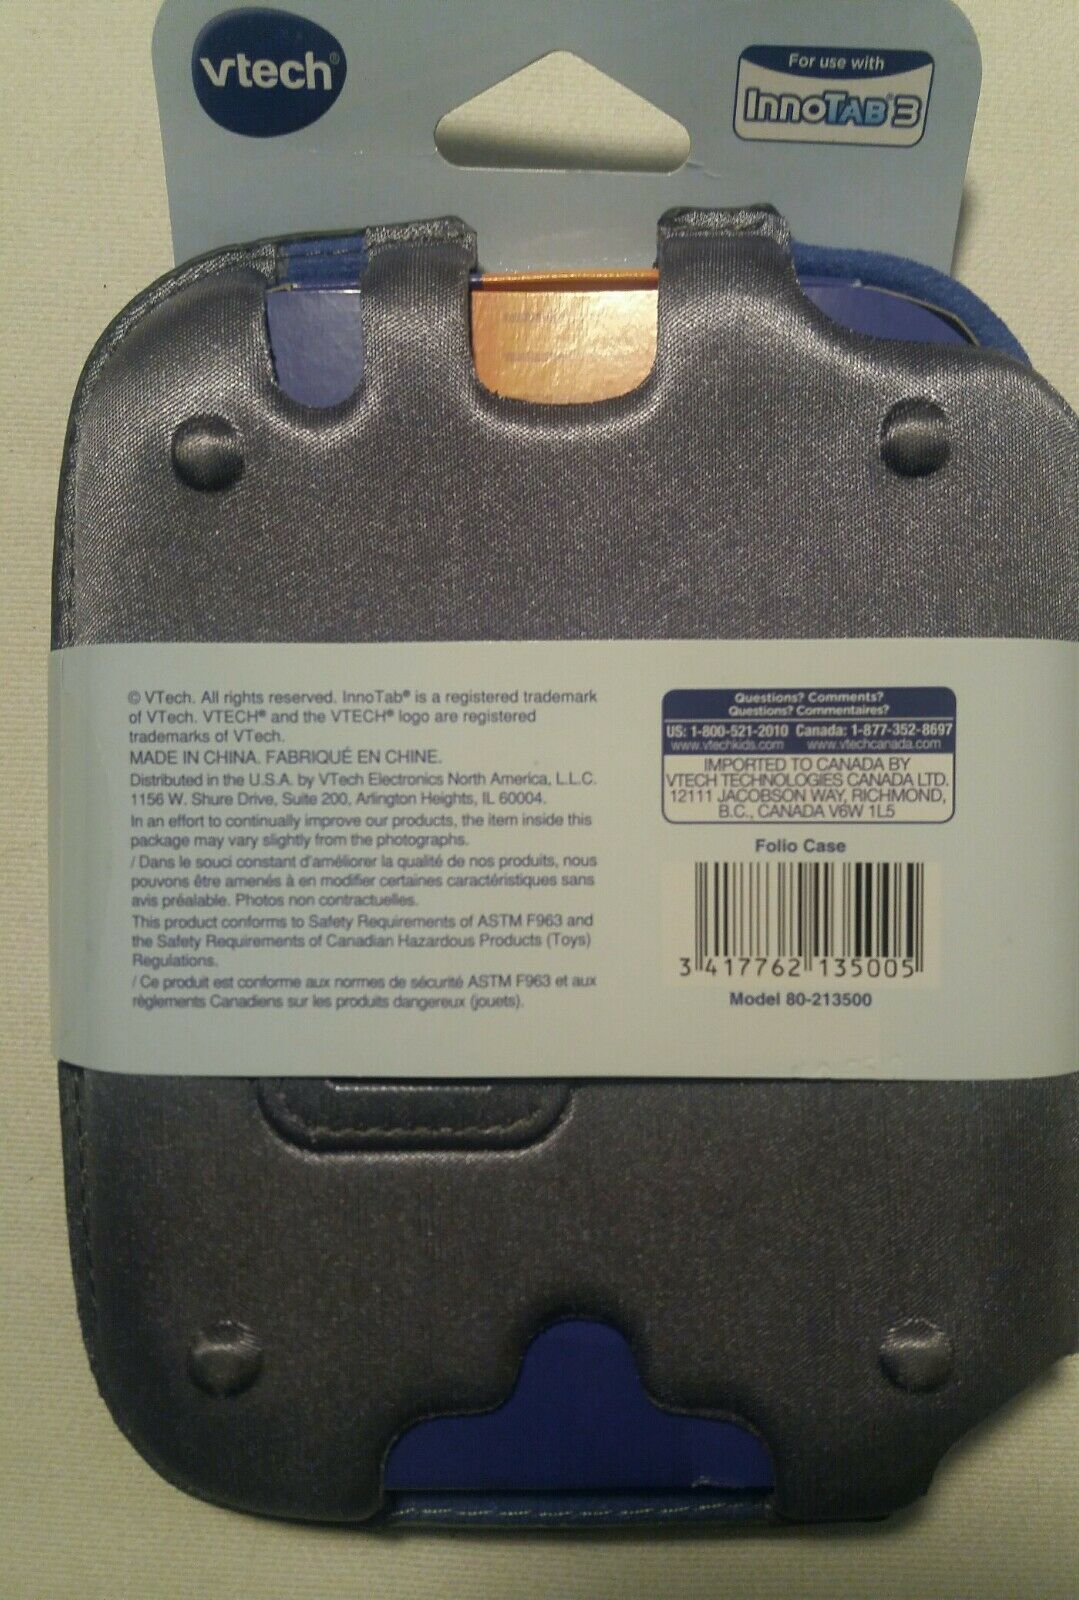 vtech®
For use with
InnoTAB® 3
© VTech. All rights reserved. InnoTab® is a registered trademark
of VTech. VTECH® and the VTECH® logo are registered
trademarks of VTech.
MADE IN CHINA. FABRIQUÉ EN CHINE.
Distributed in the U.S.A. by VTech Electronics North America, L.L.C.
1156 W. Shure Drive, Suite 200, Arlington Heights, IL 60004.
In an effort to continually improve our products, the item inside this
package may vary slightly from the photographs.
/ Dans le souci constant d'améliorer la qualité de nos produits, nous
pouvons être amenés à en modifier certaines caractéristiques sans
avis préalable. Photos non contractuelles.
This product conforms to Safety Requirements of ASTM F963 and
the Safety Requirements of Canadian Hazardous Products (Toys)
Regulations.
/ Ce produit est conforme aux normes de sécurité ASTM F963 et aux
règlements Canadiens sur les produits dangereux (jouets).
Questions? Comments?
Questions? Commentaires?
US: 1-800-521-2010 Canada: 1-877-352-8697
www.vtechkids.com www.vtechcanada.com
IMPORTED TO CANADA BY
VTECH TECHNOLOGIES CANADA LTD.
12111 JACOBSON WAY, RICHMOND,
B.C., CANADA V6W 1L5
Folio Case
3 417762 135005
Model 80-213500